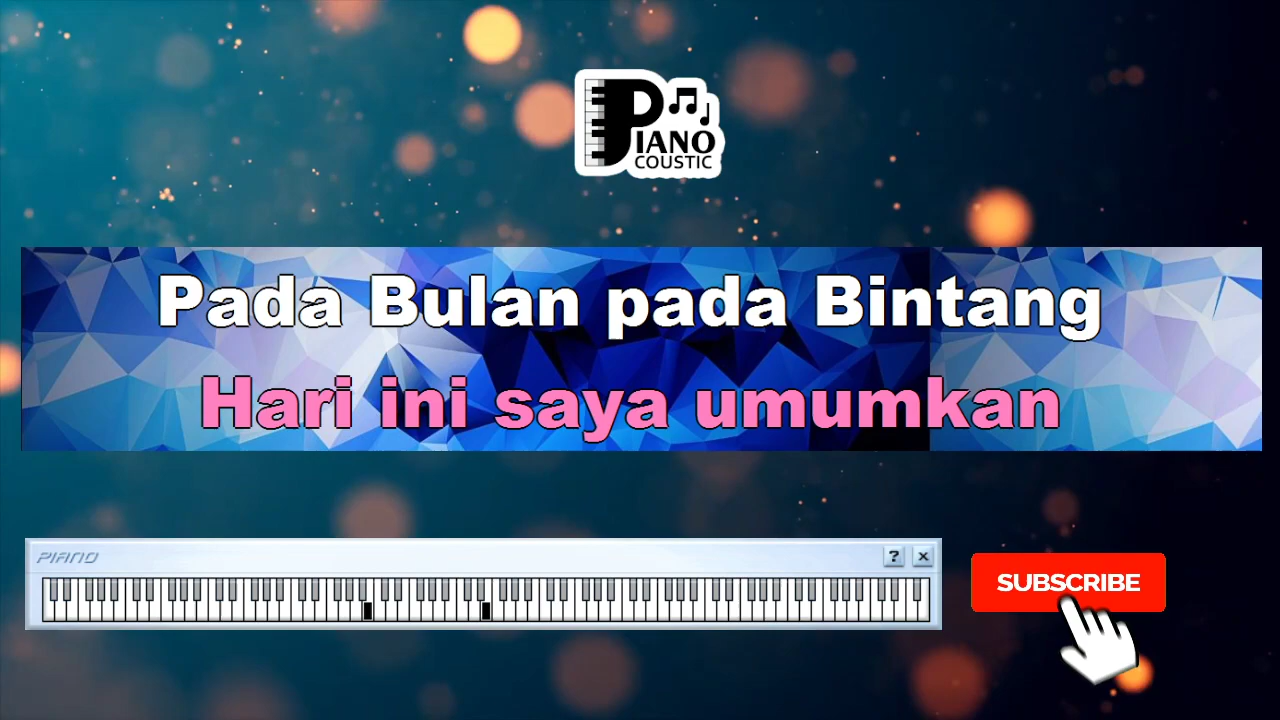 PIANO
COUSTIC
Pada Bulan pada Bintang
Hari ini saya umumkan
PIANO
? ×
SUBSCRIBE